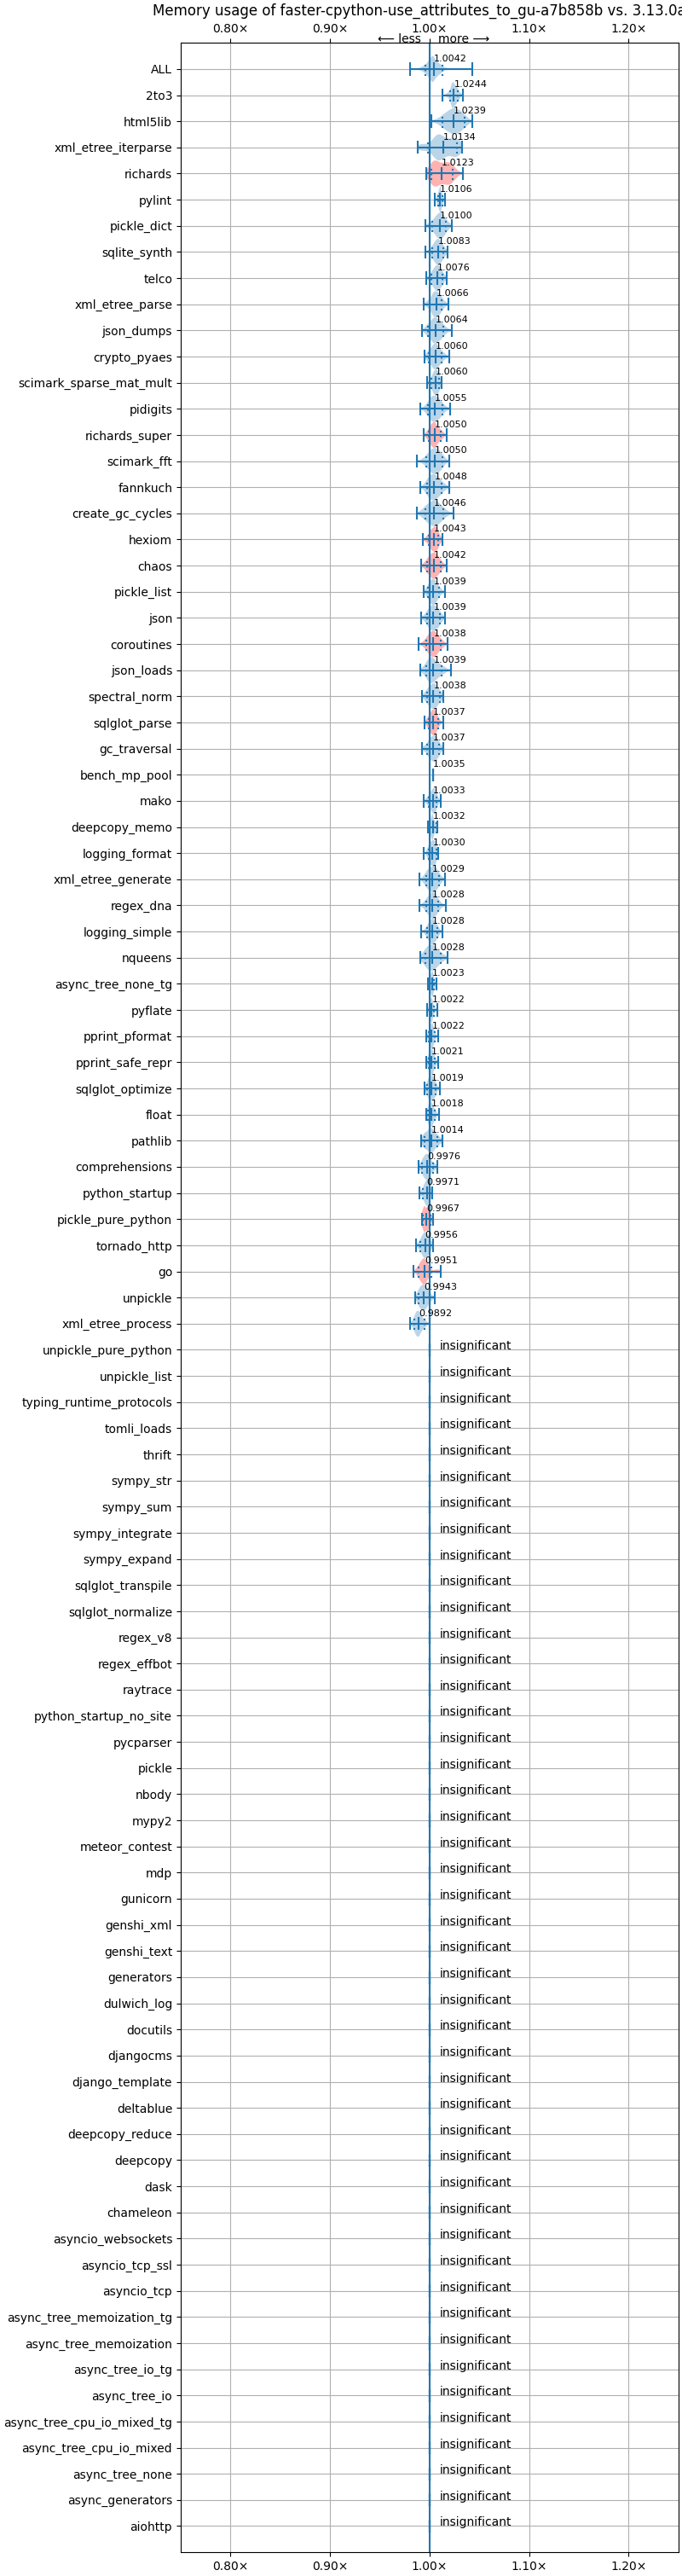 Memory usage of faster-cpython-use_attributes_to_gu-a7b858b vs. 3.13.0a
0.80× 0.90× 1.00× 1.10× 1.20×
⟵ less more ⟶
ALL 1.0042
2to3 1.0244
html5lib 1.0239
xml_etree_iterparse 1.0134
richards 1.0123
pylint 1.0106
pickle_dict 1.0100
sqlite_synth 1.0083
telco 1.0076
xml_etree_parse 1.0066
json_dumps 1.0064
crypto_pyaes 1.0060
scimark_sparse_mat_mult 1.0060
pidigits 1.0055
richards_super 1.0050
scimark_fft 1.0050
fannkuch 1.0048
create_gc_cycles 1.0046
hexiom 1.0043
chaos 1.0042
pickle_list 1.0039
json 1.0039
coroutines 1.0038
json_loads 1.0039
spectral_norm 1.0038
sqlglot_parse 1.0037
gc_traversal 1.0037
bench_mp_pool 1.0035
mako 1.0033
deepcopy_memo 1.0032
logging_format 1.0030
xml_etree_generate 1.0029
regex_dna 1.0028
logging_simple 1.0028
nqueens 1.0028
async_tree_none_tg 1.0023
pyflate 1.0022
pprint_pformat 1.0022
pprint_safe_repr 1.0021
sqlglot_optimize 1.0019
float 1.0018
pathlib 1.0014
comprehensions 0.9976
python_startup 0.9971
pickle_pure_python 0.9967
tornado_http 0.9956
go 0.9951
unpickle 0.9943
xml_etree_process 0.9892
unpickle_pure_python insignificant
unpickle_list insignificant
typing_runtime_protocols insignificant
tomli_loads insignificant
thrift insignificant
sympy_str insignificant
sympy_sum insignificant
sympy_integrate insignificant
sympy_expand insignificant
sqlglot_transpile insignificant
sqlglot_normalize insignificant
regex_v8 insignificant
regex_effbot insignificant
raytrace insignificant
python_startup_no_site insignificant
pycparser insignificant
pickle insignificant
nbody insignificant
mypy2 insignificant
meteor_contest insignificant
mdp insignificant
gunicorn insignificant
genshi_xml insignificant
genshi_text insignificant
generators insignificant
dulwich_log insignificant
docutils insignificant
djangocms insignificant
django_template insignificant
deltablue insignificant
deepcopy_reduce insignificant
deepcopy insignificant
dask insignificant
chameleon insignificant
asyncio_websockets insignificant
asyncio_tcp_ssl insignificant
asyncio_tcp insignificant
async_tree_memoization_tg insignificant
async_tree_memoization insignificant
async_tree_io_tg insignificant
async_tree_io insignificant
async_tree_cpu_io_mixed_tg insignificant
async_tree_cpu_io_mixed insignificant
async_tree_none insignificant
async_generators insignificant
aiohttp insignificant
0.80× 0.90× 1.00× 1.10× 1.20×